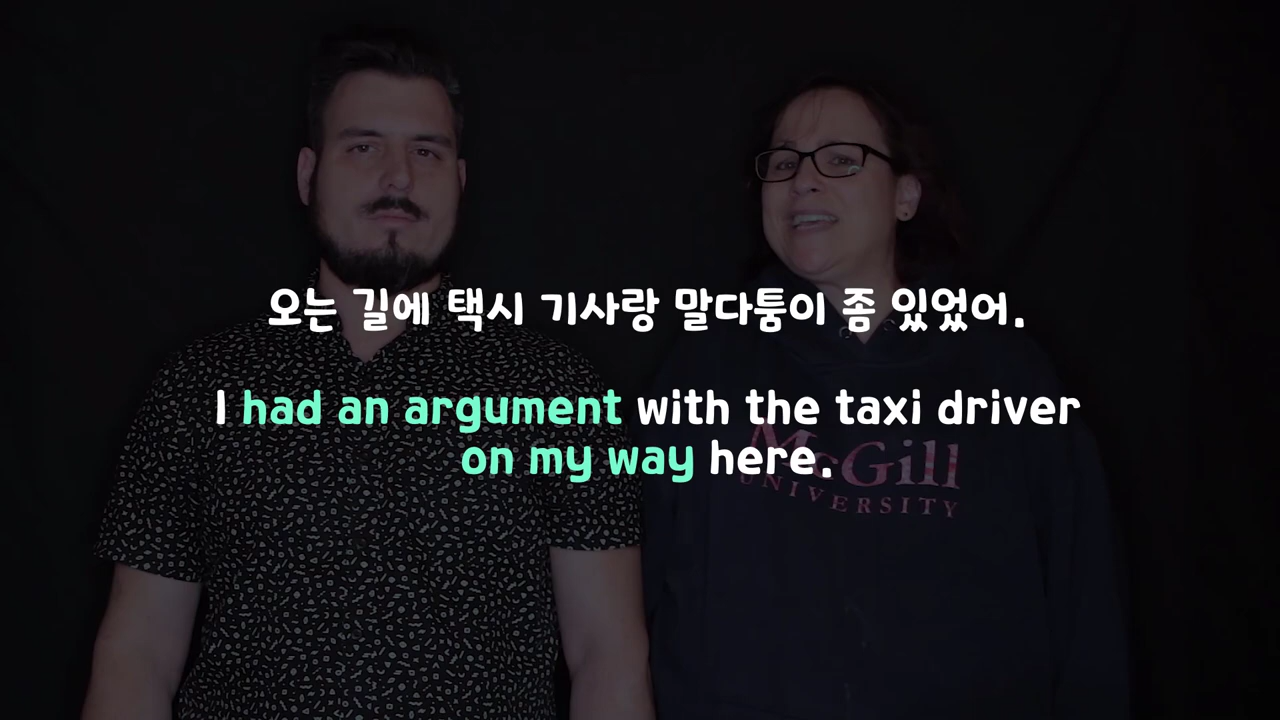 오는 길에 택시 기사랑 말다툼이 좀 있었어.
I had an argument with the taxi driver
on my way here.
McGill
UNIVERSITY